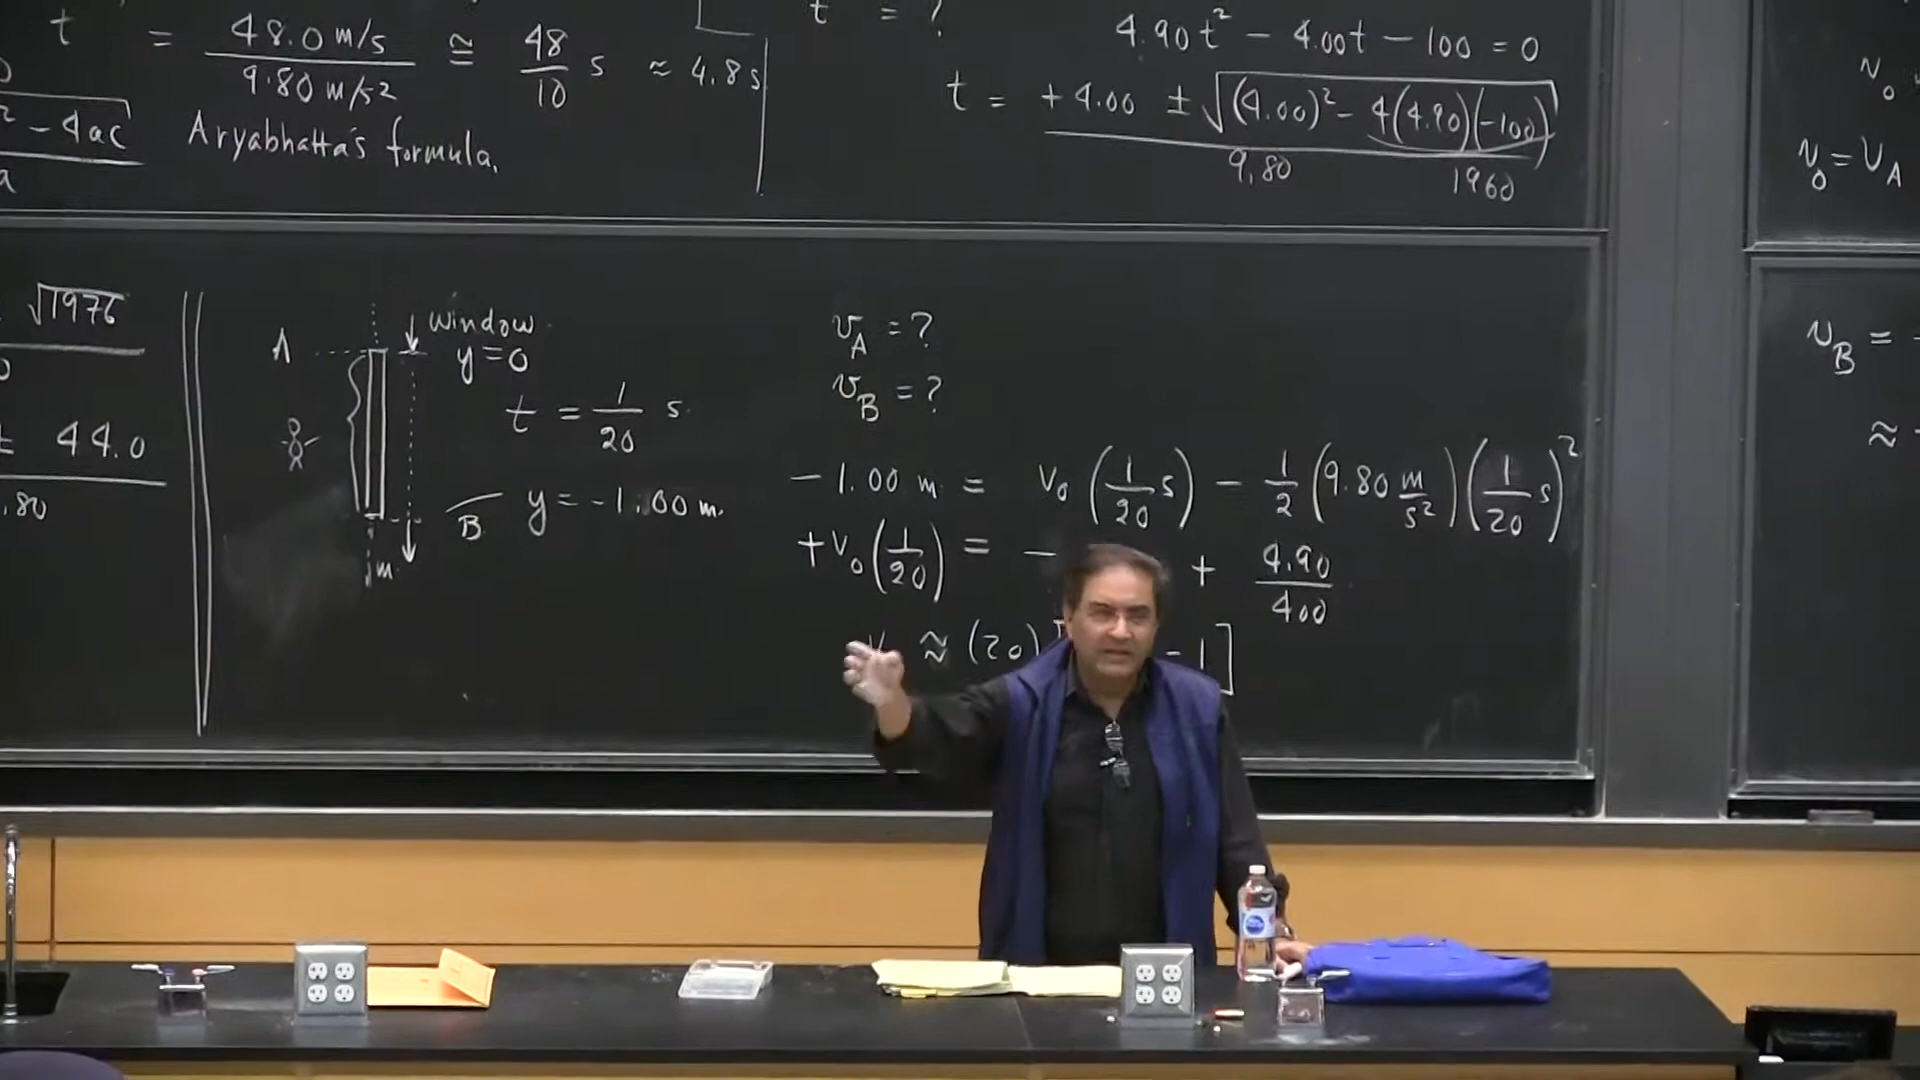 t = 48.0 m/s / 9.80 m/s² ≅ 48/10 s ≈ 4.8 s
- 4ac
a
Aryabhatta's formula.
t = ?
4.90t² - 4.00t - 100 = 0
t = +4.00 ± √(4.00)² - 4(4.90)(-100)
9.80
1960
v₀
v₀ = v_A
√1976
44.0
.80
A
window
y = 0
t = 1/20 s
B y = -1.00 m.
m
v_A = ?
v_B = ?
-1.00 m = v₀ (1/20 s) - 1/2 (9.80 m/s²) (1/20 s)²
+v₀ (1/20) = - + 4.90/400
≈ (20) [ -1]
v_B = -
≈ -